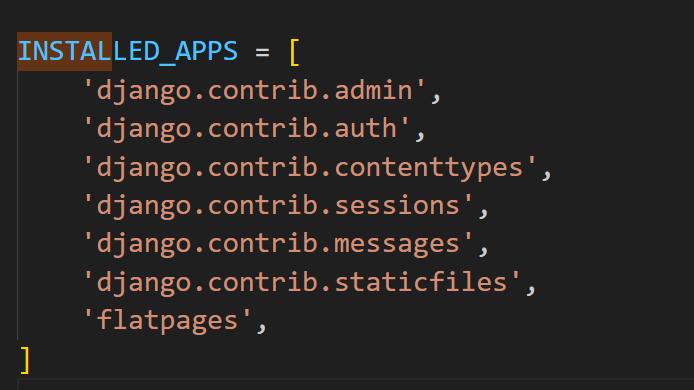 INSTALLED_APPS = [
    'django.contrib.admin',
    'django.contrib.auth',
    'django.contrib.contenttypes',
    'django.contrib.sessions',
    'django.contrib.messages',
    'django.contrib.staticfiles',
    'flatpages',
]